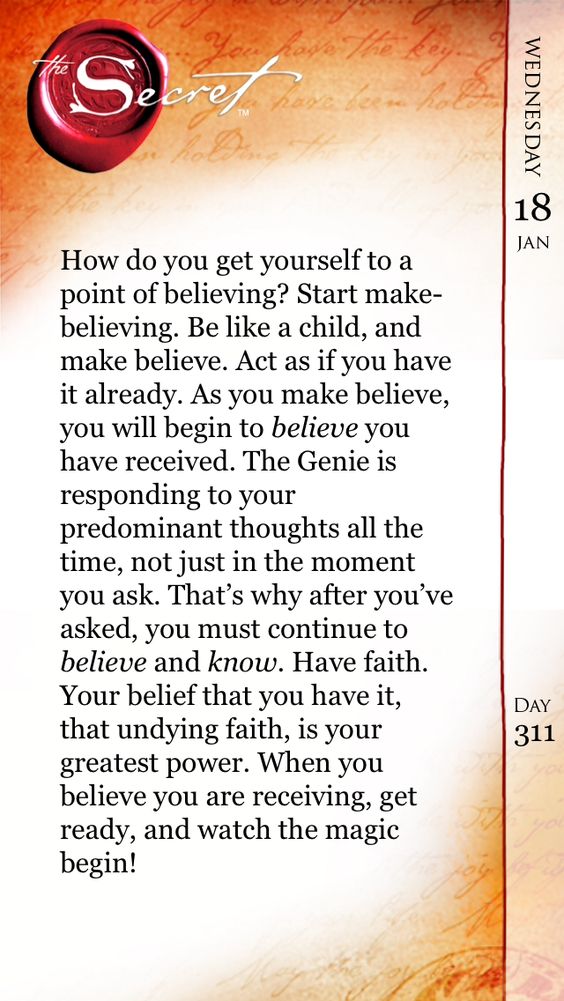 the Secret™
WEDNESDAY
18
JAN
How do you get yourself to a
point of believing? Start make-
believing. Be like a child, and
make believe. Act as if you have
it already. As you make believe,
you will begin to believe you
have received. The Genie is
responding to your
predominant thoughts all the
time, not just in the moment
you ask. That’s why after you’ve
asked, you must continue to
believe and know. Have faith.
Your belief that you have it,
that undying faith, is your
greatest power. When you
believe you are receiving, get
ready, and watch the magic
begin!
DAY
311